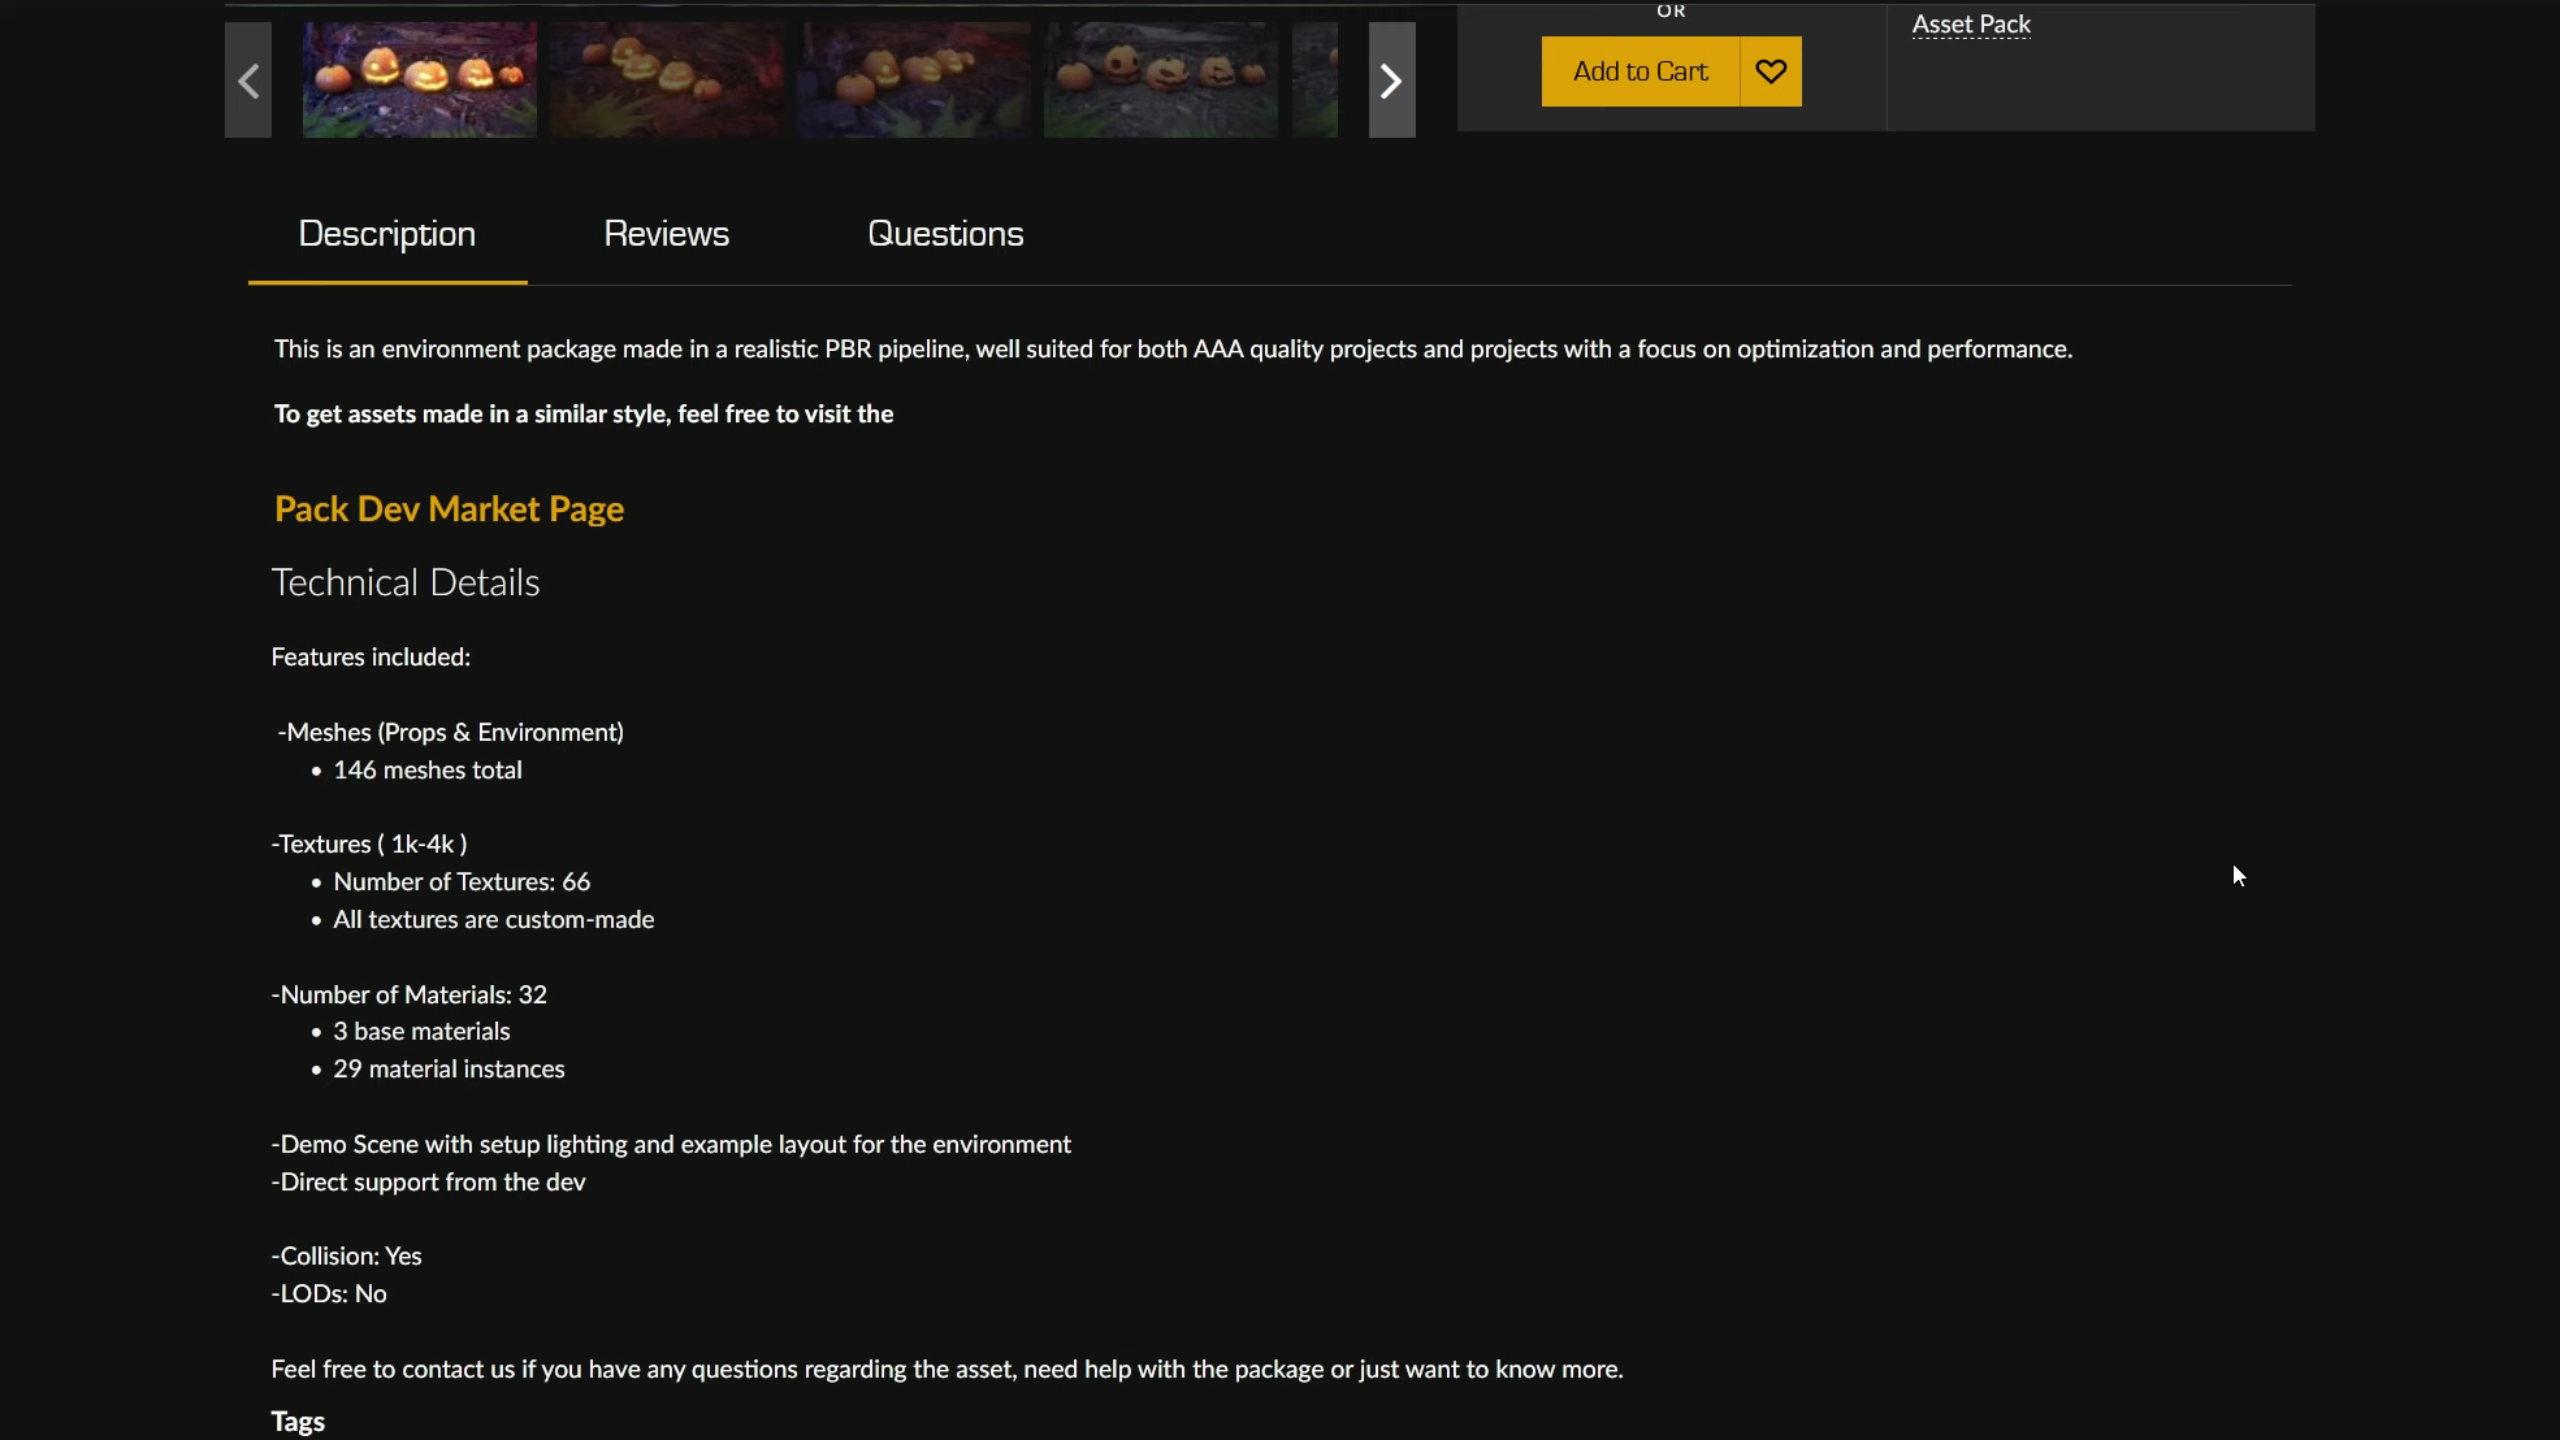 OR
Add to Cart
Asset Pack
Description
Reviews
Questions
This is an environment package made in a realistic PBR pipeline, well suited for both AAA quality projects and projects with a focus on optimization and performance.
To get assets made in a similar style, feel free to visit the
Pack Dev Market Page
Technical Details
Features included:
-Meshes (Props & Environment)
• 146 meshes total
-Textures ( 1k-4k )
• Number of Textures: 66
• All textures are custom-made
-Number of Materials: 32
• 3 base materials
• 29 material instances
-Demo Scene with setup lighting and example layout for the environment
-Direct support from the dev
-Collision: Yes
-LODs: No
Feel free to contact us if you have any questions regarding the asset, need help with the package or just want to know more.
Tags